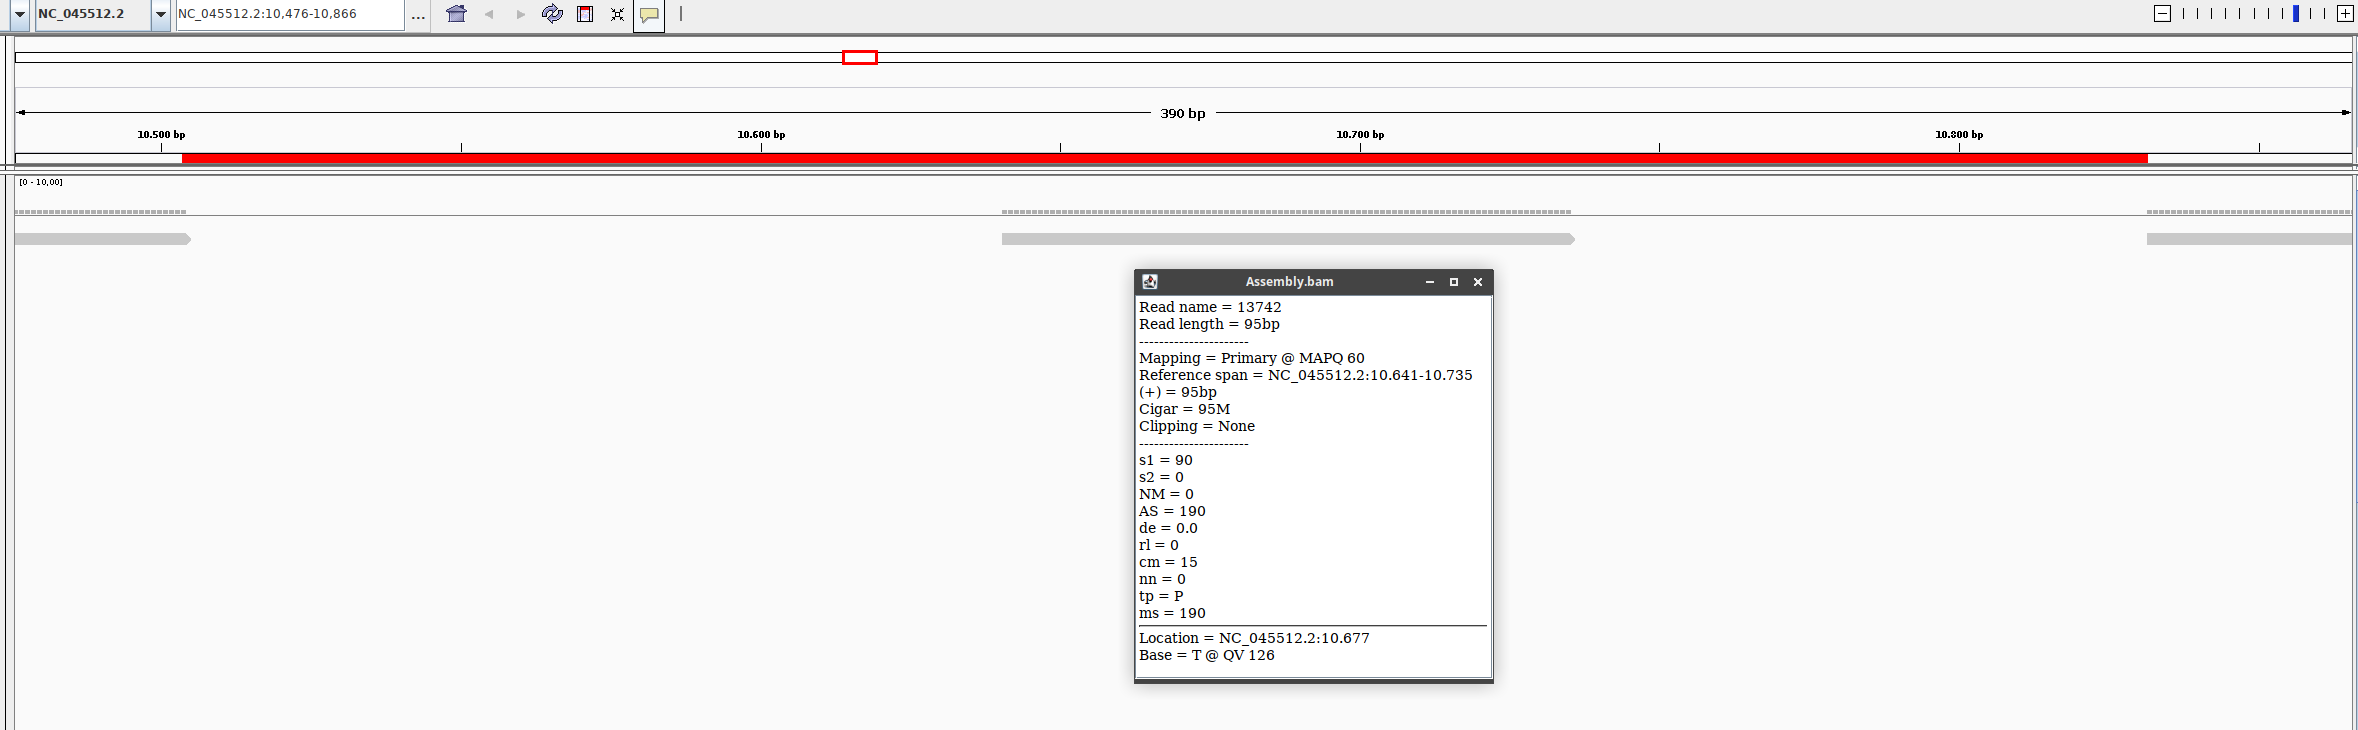 NC_045512.2 NC_045512.2:10,476-10,866 ...
390 bp
10.500 bp 10.600 bp 10.700 bp 10.800 bp
[0 - 10,00]
Assembly.bam
Read name = 13742
Read length = 95bp
----------------------
Mapping = Primary @ MAPQ 60
Reference span = NC_045512.2:10.641-10.735
(+) = 95bp
Cigar = 95M
Clipping = None
----------------------
s1 = 90
s2 = 0
NM = 0
AS = 190
de = 0.0
rl = 0
cm = 15
nn = 0
tp = P
ms = 190
Location = NC_045512.2:10.677
Base = T @ QV 126